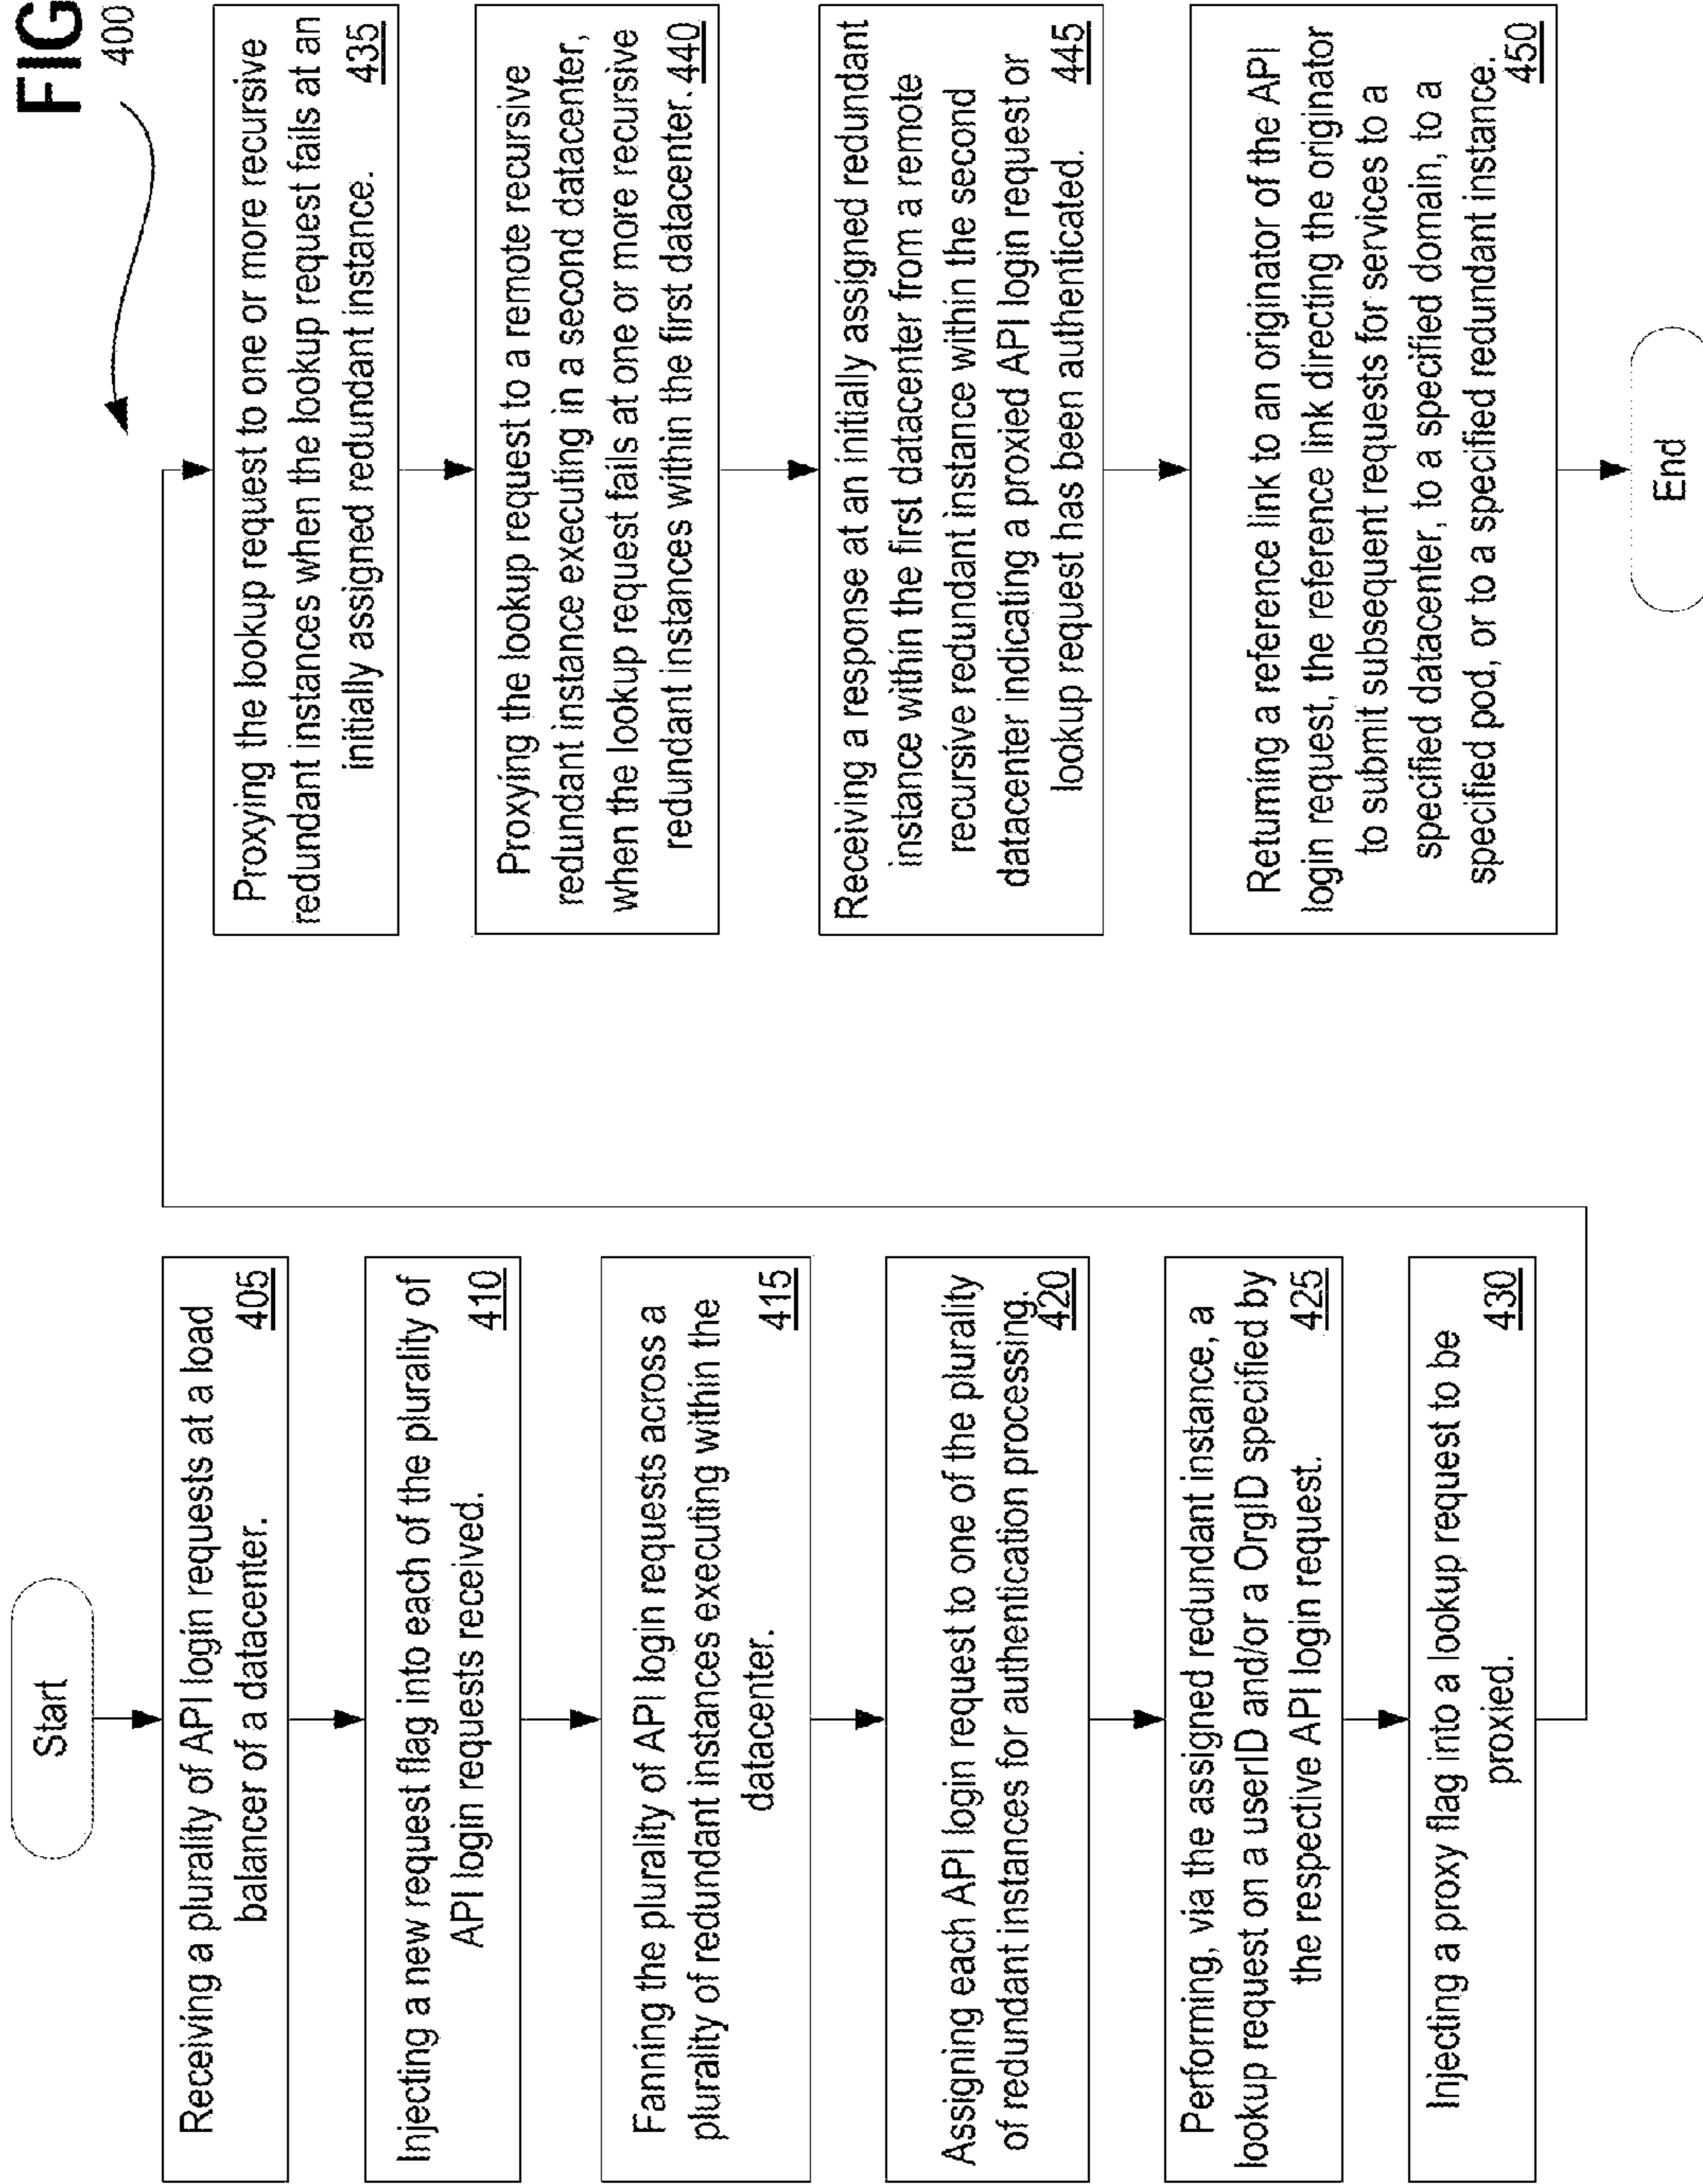 FIG
400
Start
Receiving a plurality of API login requests at a load
balancer of a datacenter.
405
Injecting a new request flag into each of the plurality of
API login requests received.
410
Fanning the plurality of API login requests across a
plurality of redundant instances executing within the
datacenter.
415
Assigning each API login request to one of the plurality
of redundant instances for authentication processing.
420
Performing, via the assigned redundant instance, a
lookup request on a userID and/or a OrgID specified by
the respective API login request.
425
Injecting a proxy flag into a lookup request to be
proxied.
430
Proxying the lookup request to one or more recursive
redundant instances when the lookup request fails at an
initially assigned redundant instance.
435
Proxying the lookup request to a remote recursive
redundant instance executing in a second datacenter,
when the lookup request fails at one or more recursive
redundant instances within the first datacenter.
440
Receiving a response at an initially assigned redundant
instance within the first datacenter from a remote
recursive redundant instance within the second
datacenter indicating a proxied API login request or
lookup request has been authenticated.
445
Returning a reference link to an originator of the API
login request, the reference link directing the originator
to submit subsequent requests for services to a
specified datacenter, to a specified domain, to a
specified pod, or to a specified redundant instance.
450
End